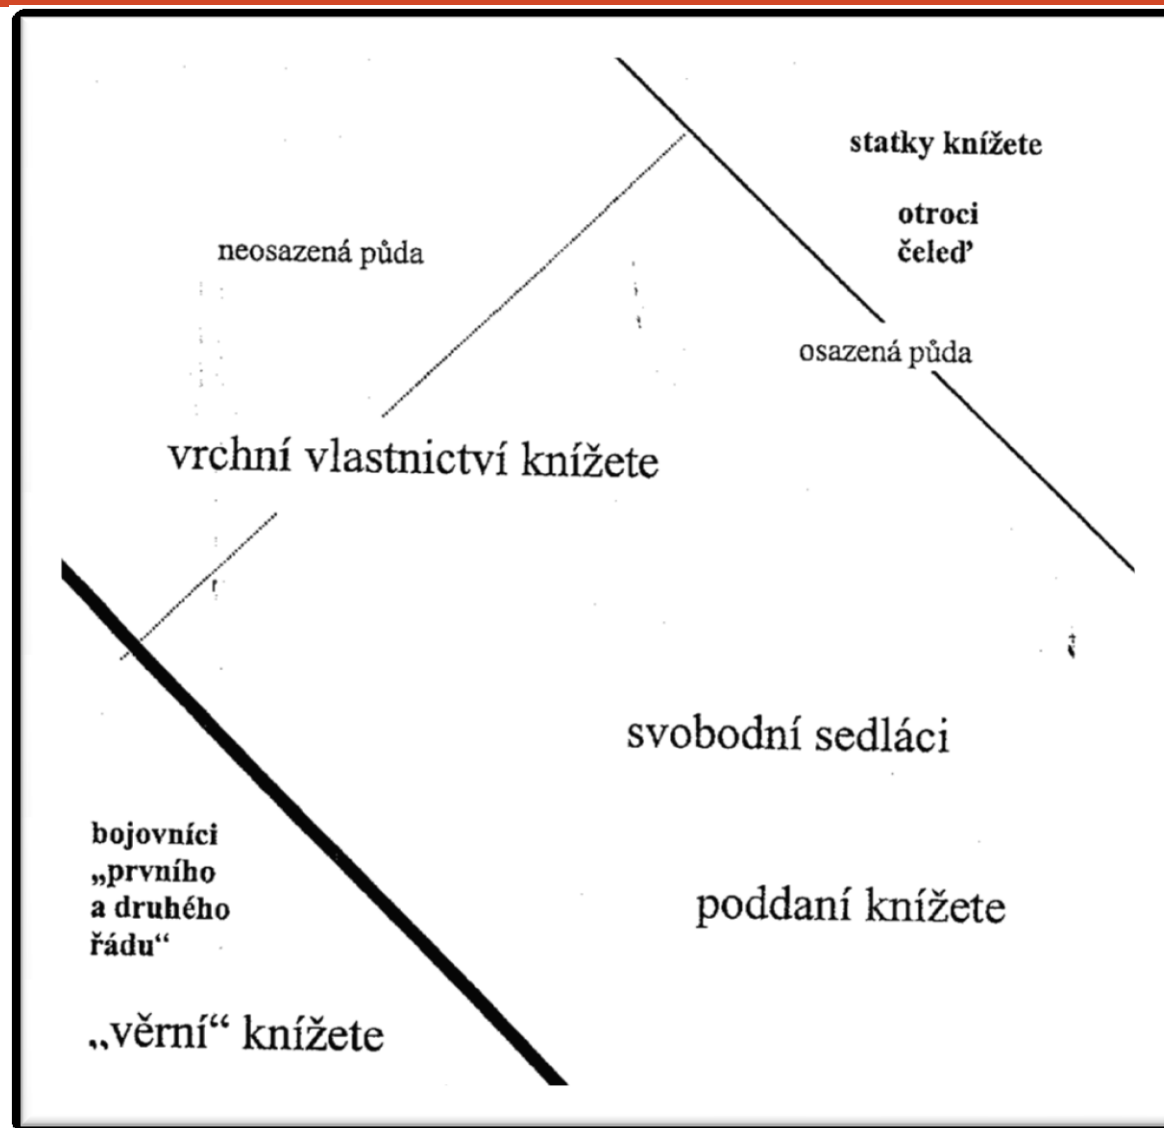 statky knížete
otroci
čeleď
neosazená půda
osazená půda
vrchní vlastnictví knížete
svobodní sedláci
bojovníci
„prvního
a druhého
řádu“
poddaní knížete
„věrní“ knížete